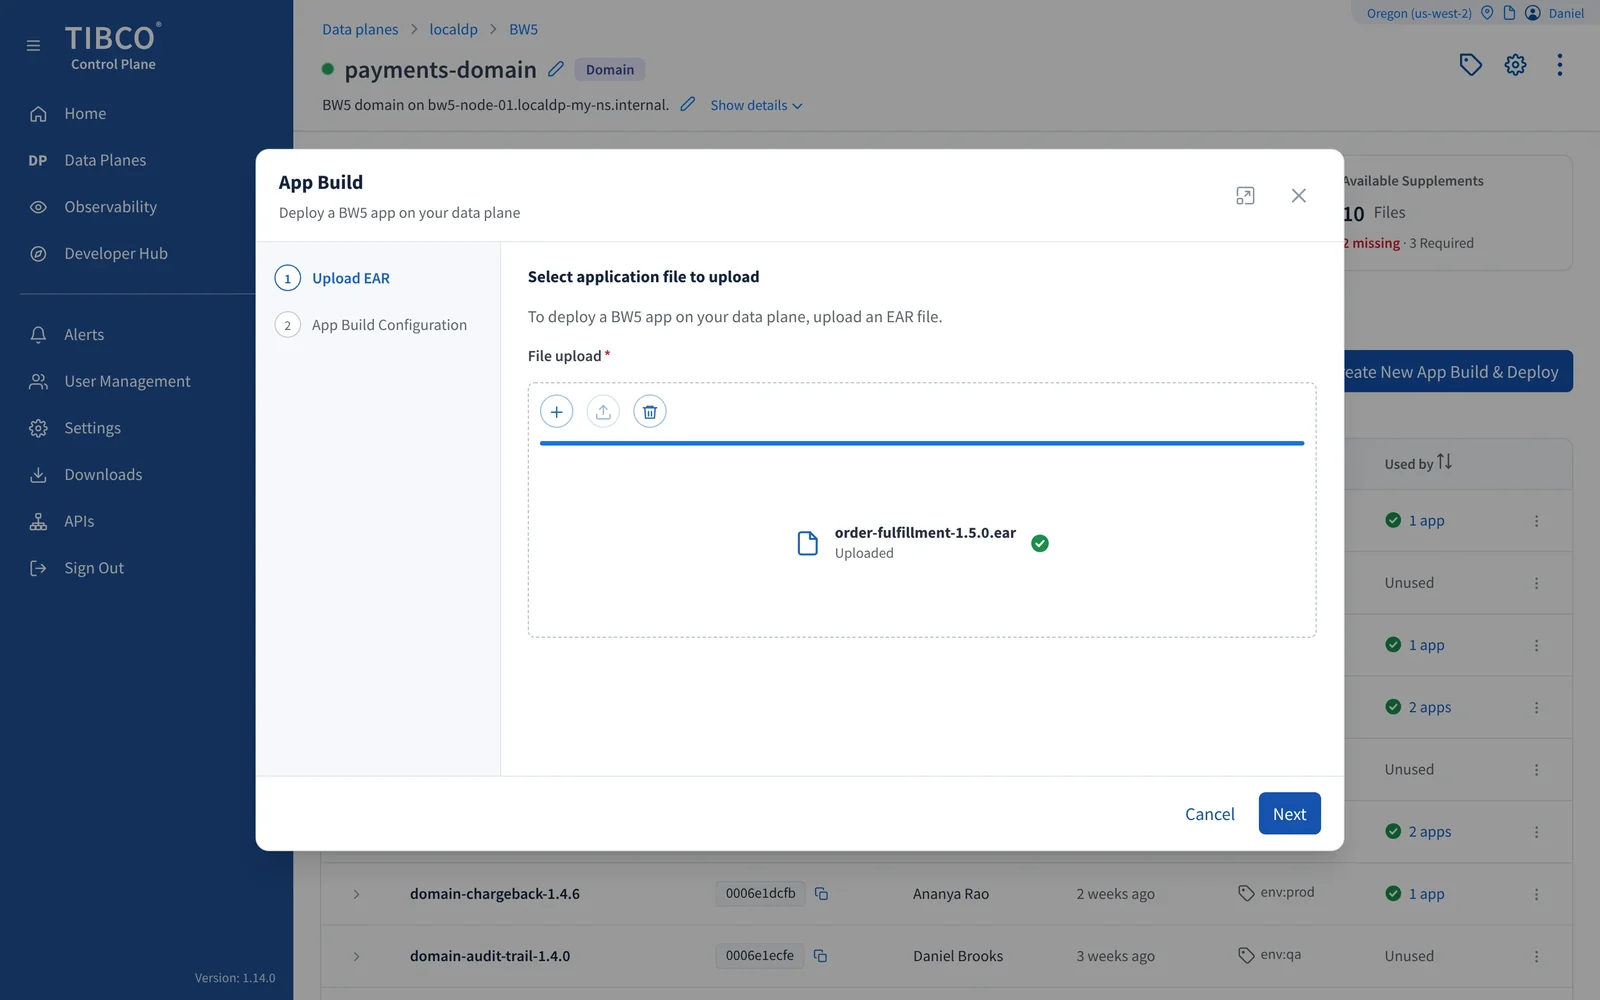 Oregon (us-west-2) Daniel
TIBCO®
Control Plane
Home
DP Data Planes
Observability
Developer Hub
Alerts
User Management
Settings
Downloads
APIs
Sign Out
Version: 1.14.0
Data planes > localdp > BW5
payments-domain Domain
BW5 domain on bw5-node-01.localdp-my-ns.internal. Show details
Available Supplements
10 Files
2 missing · 3 Required
App Build
Deploy a BW5 app on your data plane
1 Upload EAR
2 App Build Configuration
Select application file to upload
To deploy a BW5 app on your data plane, upload an EAR file.
File upload *
order-fulfillment-1.5.0.ear
Uploaded
Cancel
Next
eate New App Build & Deploy
Used by
1 app
Unused
1 app
2 apps
Unused
2 apps
domain-chargeback-1.4.6 0006e1dcfb Ananya Rao 2 weeks ago env:prod 1 app
domain-audit-trail-1.4.0 0006e1ecfe Daniel Brooks 3 weeks ago env:qa Unused